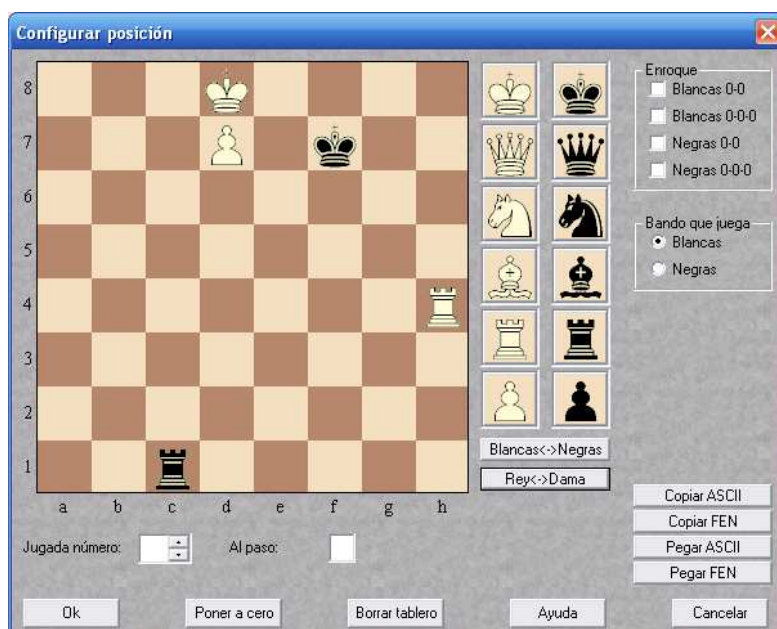 Configurar posición
8
7
6
5
4
3
2
1
a b c d e f g h
Enroque
Blancas 0-0
Blancas 0-0-0
Negras 0-0
Negras 0-0-0
Bando que juega
Blancas
Negras
Blancas<->Negras
Rey<->Dama
Copiar ASCII
Copiar FEN
Pegar ASCII
Pegar FEN
Jugada número: Al paso:
Ok Poner a cero Borrar tablero Ayuda Cancelar